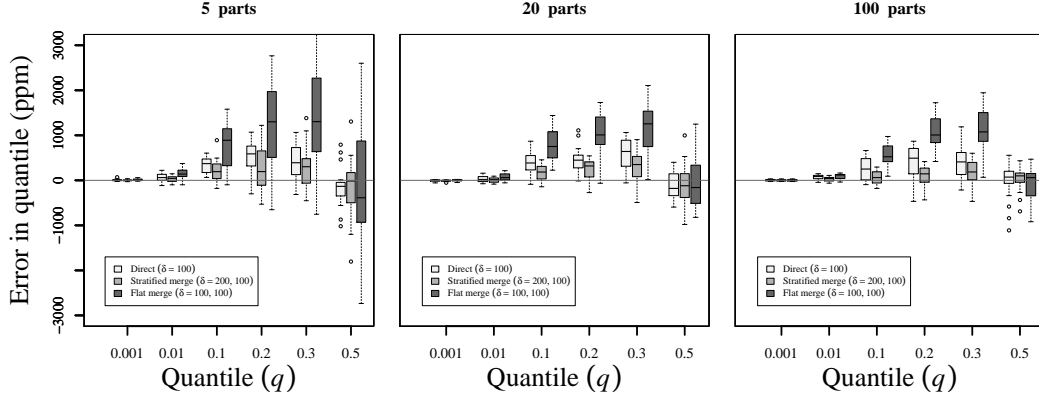 5 parts
20 parts
100 parts
Error in quantile (ppm)
3000
2000
1000
0
−1000
−3000
Direct (δ = 100)
Stratified merge (δ = 200, 100)
Flat merge (δ = 100, 100)
0.001 0.01 0.1 0.2 0.3 0.5
Quantile (q)
Direct (δ = 100)
Stratified merge (δ = 200, 100)
Flat merge (δ = 100, 100)
0.001 0.01 0.1 0.2 0.3 0.5
Quantile (q)
Direct (δ = 100)
Stratified merge (δ = 200, 100)
Flat merge (δ = 100, 100)
0.001 0.01 0.1 0.2 0.3 0.5
Quantile (q)